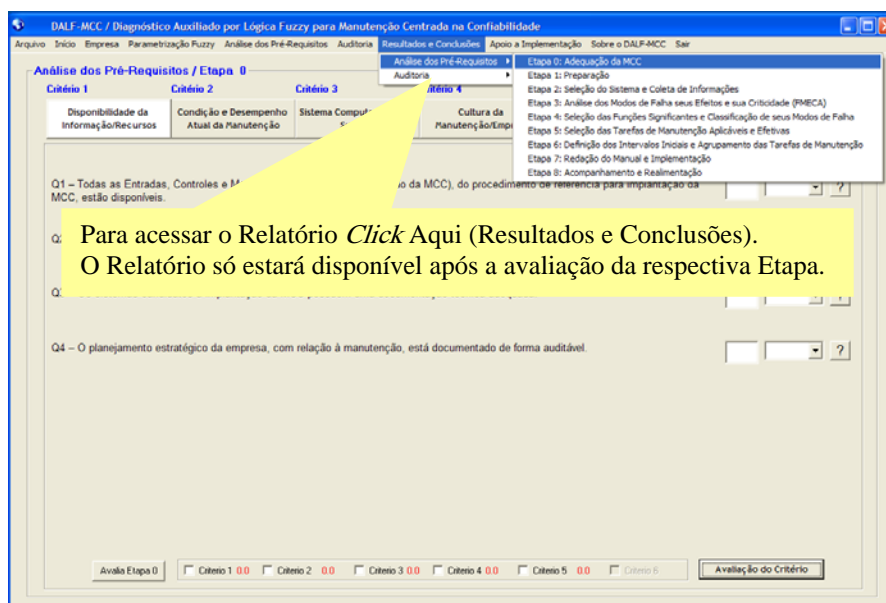 DALF-MCC / Diagnóstico Auxiliado por Lógica Fuzzy para Manutenção Centrada na Confiabilidade
Arquivo Início Empresa Parametrização Fuzzy Análise dos Pré-Requisitos Auditoria Resultados e Conclusões Apoio a Implementação Sobre o DALF-MCC Sair
Análise dos Pré-Requisitos
Auditoria
Etapa 0: Adequação da MCC
Etapa 1: Preparação
Etapa 2: Seleção do Sistema e Coleta de Informações
Etapa 3: Análise dos Modos de Falha seus Efeitos e sua Criticidade (FMECA)
Etapa 4: Seleção das Funções Significantes e Classificação de seus Modos de Falha
Etapa 5: Seleção das Tarefas de Manutenção Aplicáveis e Efetivas
Etapa 6: Definição dos Intervalos Iniciais e Agrupamento das Tarefas de Manutenção
Etapa 7: Redação do Manual e Implementação
Etapa 8: Acompanhamento e Realimentação
Análise dos Pré-Requisitos / Etapa 0
Critério 1 Critério 2 Critério 3 Critério 4
Disponibilidade da Informação/Recursos
Condição e Desempenho Atual da Manutenção
Sistema
Cultura da
Q1 – Todas as Entradas, Controles e da MCC), do procedimento de referência para implantação da
MCC, estão disponíveis.
?
Para acessar o Relatório Click Aqui (Resultados e Conclusões).
O Relatório só estará disponível após a avaliação da respectiva Etapa.
Q4 – O planejamento estratégico da empresa, com relação à manutenção, está documentado de forma auditável.
?
Avalia Etapa 0 Criterio 1 0.0 Criterio 2 0.0 Criterio 3 0.0 Criterio 4 0.0 Criterio 5 0.0 Criterio 6 Avaliação do Critério